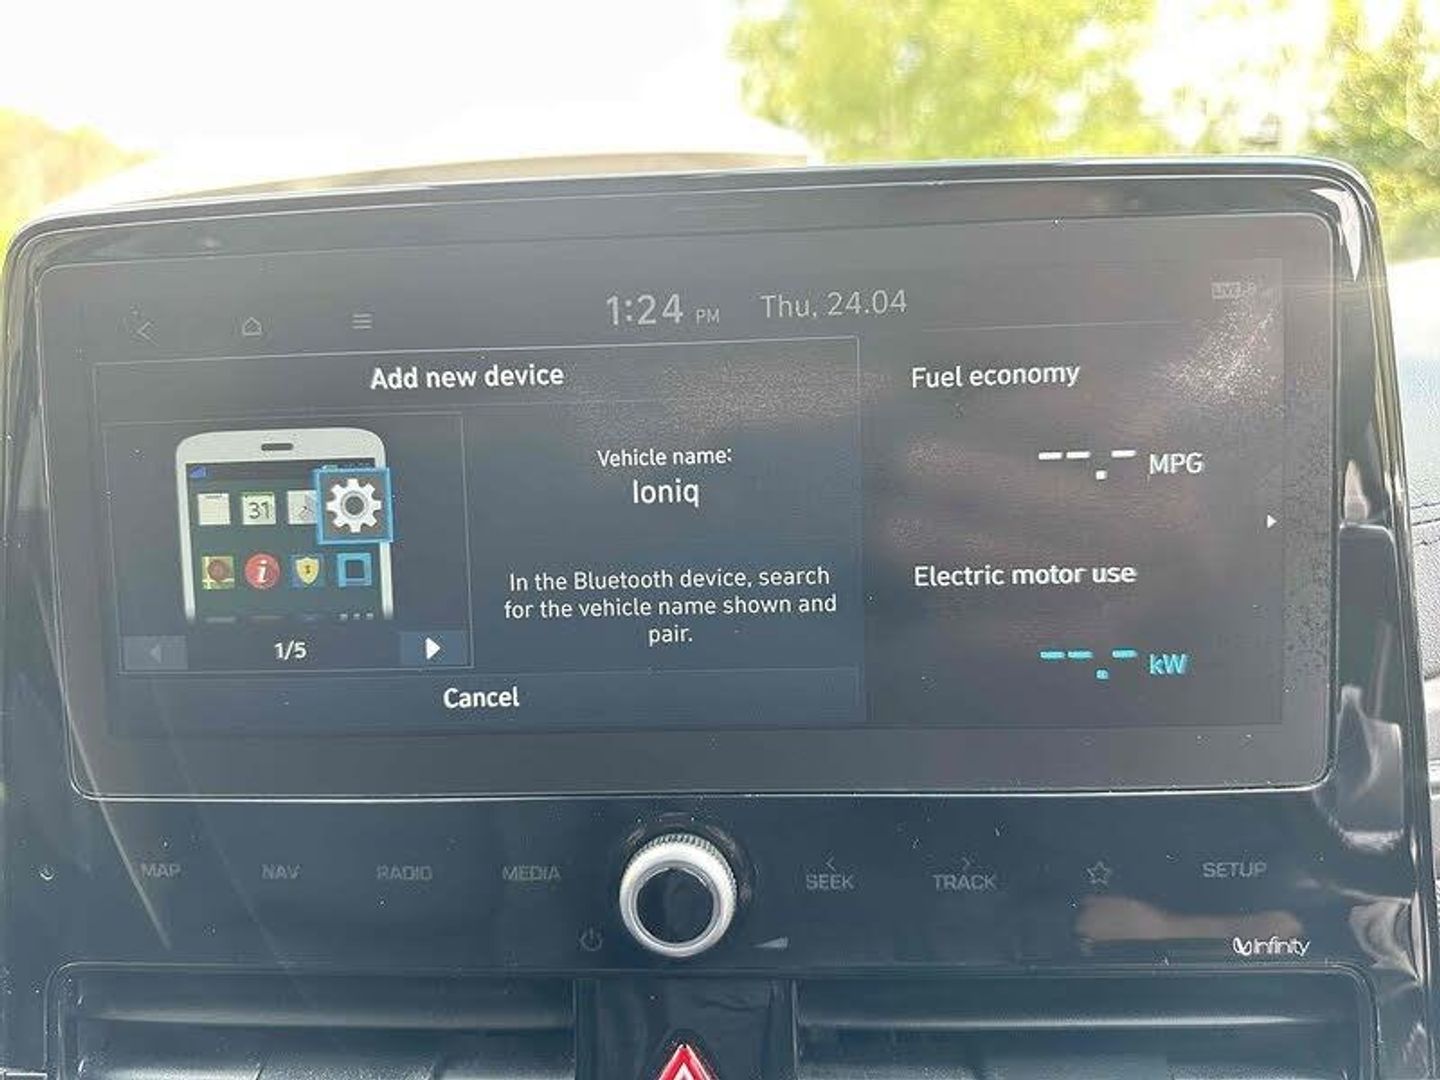 1:24 PM
Thu, 24.04
LIVE
Add new device
31
1/5
Vehicle name:
Ioniq
In the Bluetooth device, search
for the vehicle name shown and
pair.
Cancel
Fuel economy
--.- MPG
Electric motor use
--.- kW
MAP
NAV
RADIO
MEDIA
SEEK
TRACK
SETUP
infinity